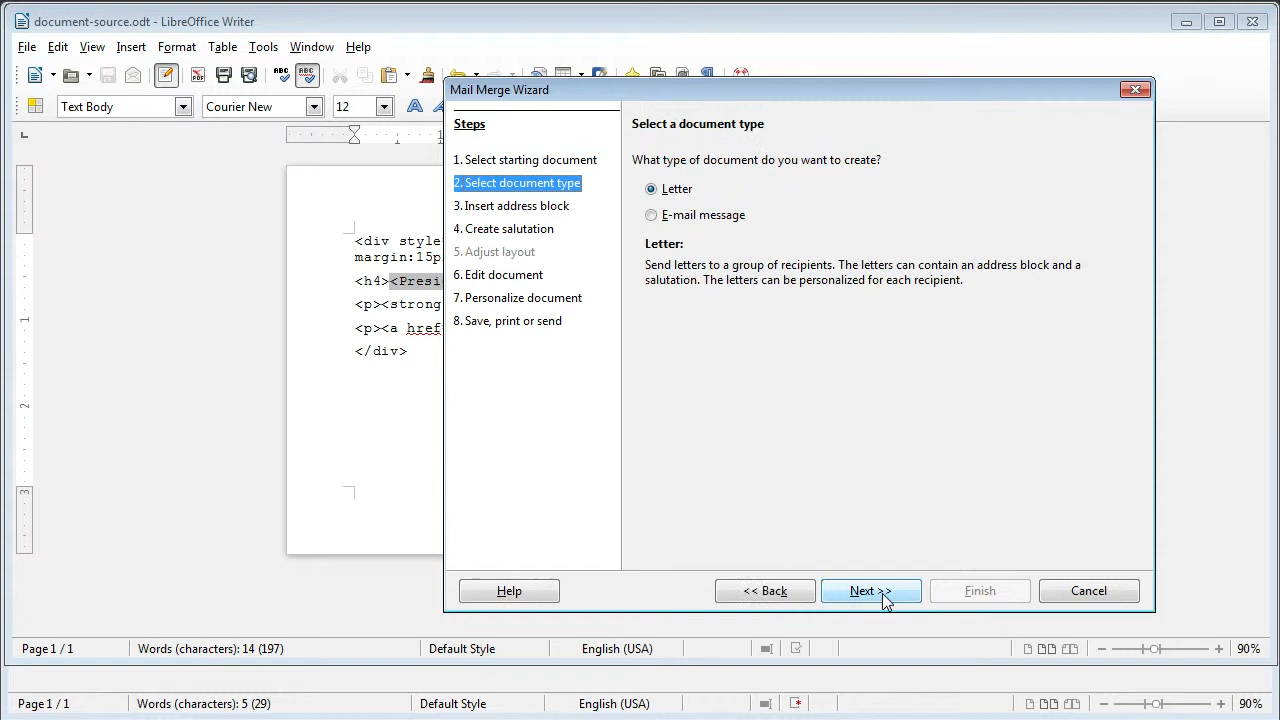 document-source.odt - LibreOffice Writer
File Edit View Insert Format Table Tools Window Help
Text Body Courier New 12
Mail Merge Wizard
Steps
1. Select starting document
2. Select document type
3. Insert address block
4. Create salutation
5. Adjust layout
6. Edit document
7. Personalize document
8. Save, print or send
Select a document type
What type of document do you want to create?
Letter
E-mail message
Letter:
Send letters to a group of recipients. The letters can contain an address block and a
salutation. The letters can be personalized for each recipient.
Help << Back Next >> Finish Cancel
<div style
margin:15p
<h4><Presi
<p><strong
<p><a href
</div>
1
1
2
3
Page 1 / 1 Words (characters): 14 (197) Default Style English (USA) 90%
Page 1 / 1 Words (characters): 5 (29) Default Style English (USA) 90%